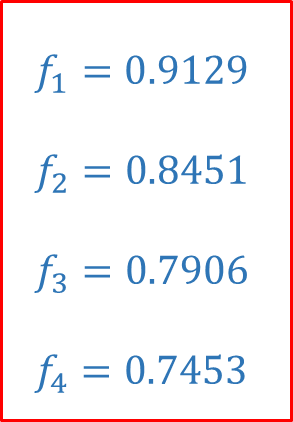 f₁ = 0.9129
f₂ = 0.8451
f₃ = 0.7906
f₄ = 0.7453